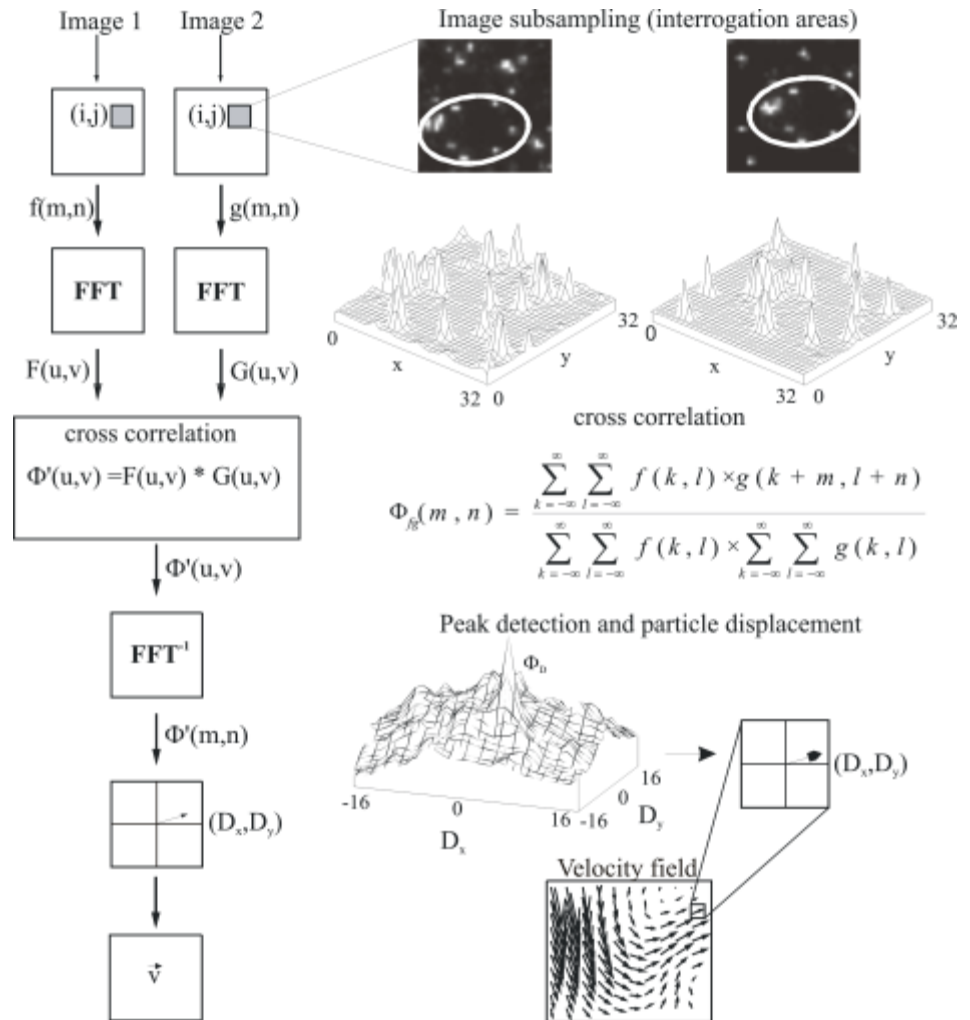 Image 1
Image 2
Image subsampling (interrogation areas)
(i,j)
(i,j)
f(m,n)
g(m,n)
FFT
FFT
F(u,v)
G(u,v)
0
x
32
0
y
32
0
x
32
0
y
32
cross correlation
Φ'(u,v) =F(u,v) * G(u,v)
cross correlation
Φfg(m , n) = ∞∑k = -∞ ∞∑l = -∞ f (k , l) ×g (k + m , l + n)
∞∑k = -∞ ∞∑l = -∞ f (k , l) × ∞∑k = -∞ ∞∑l = -∞ g (k , l)
Φ'(u,v)
FFT-1
Φ'(m,n)
(Dx,Dy)
v⃗
Peak detection and particle displacement
ΦD
-16
0
16
Dx
-16
0
16
Dy
(Dx,Dy)
Velocity field